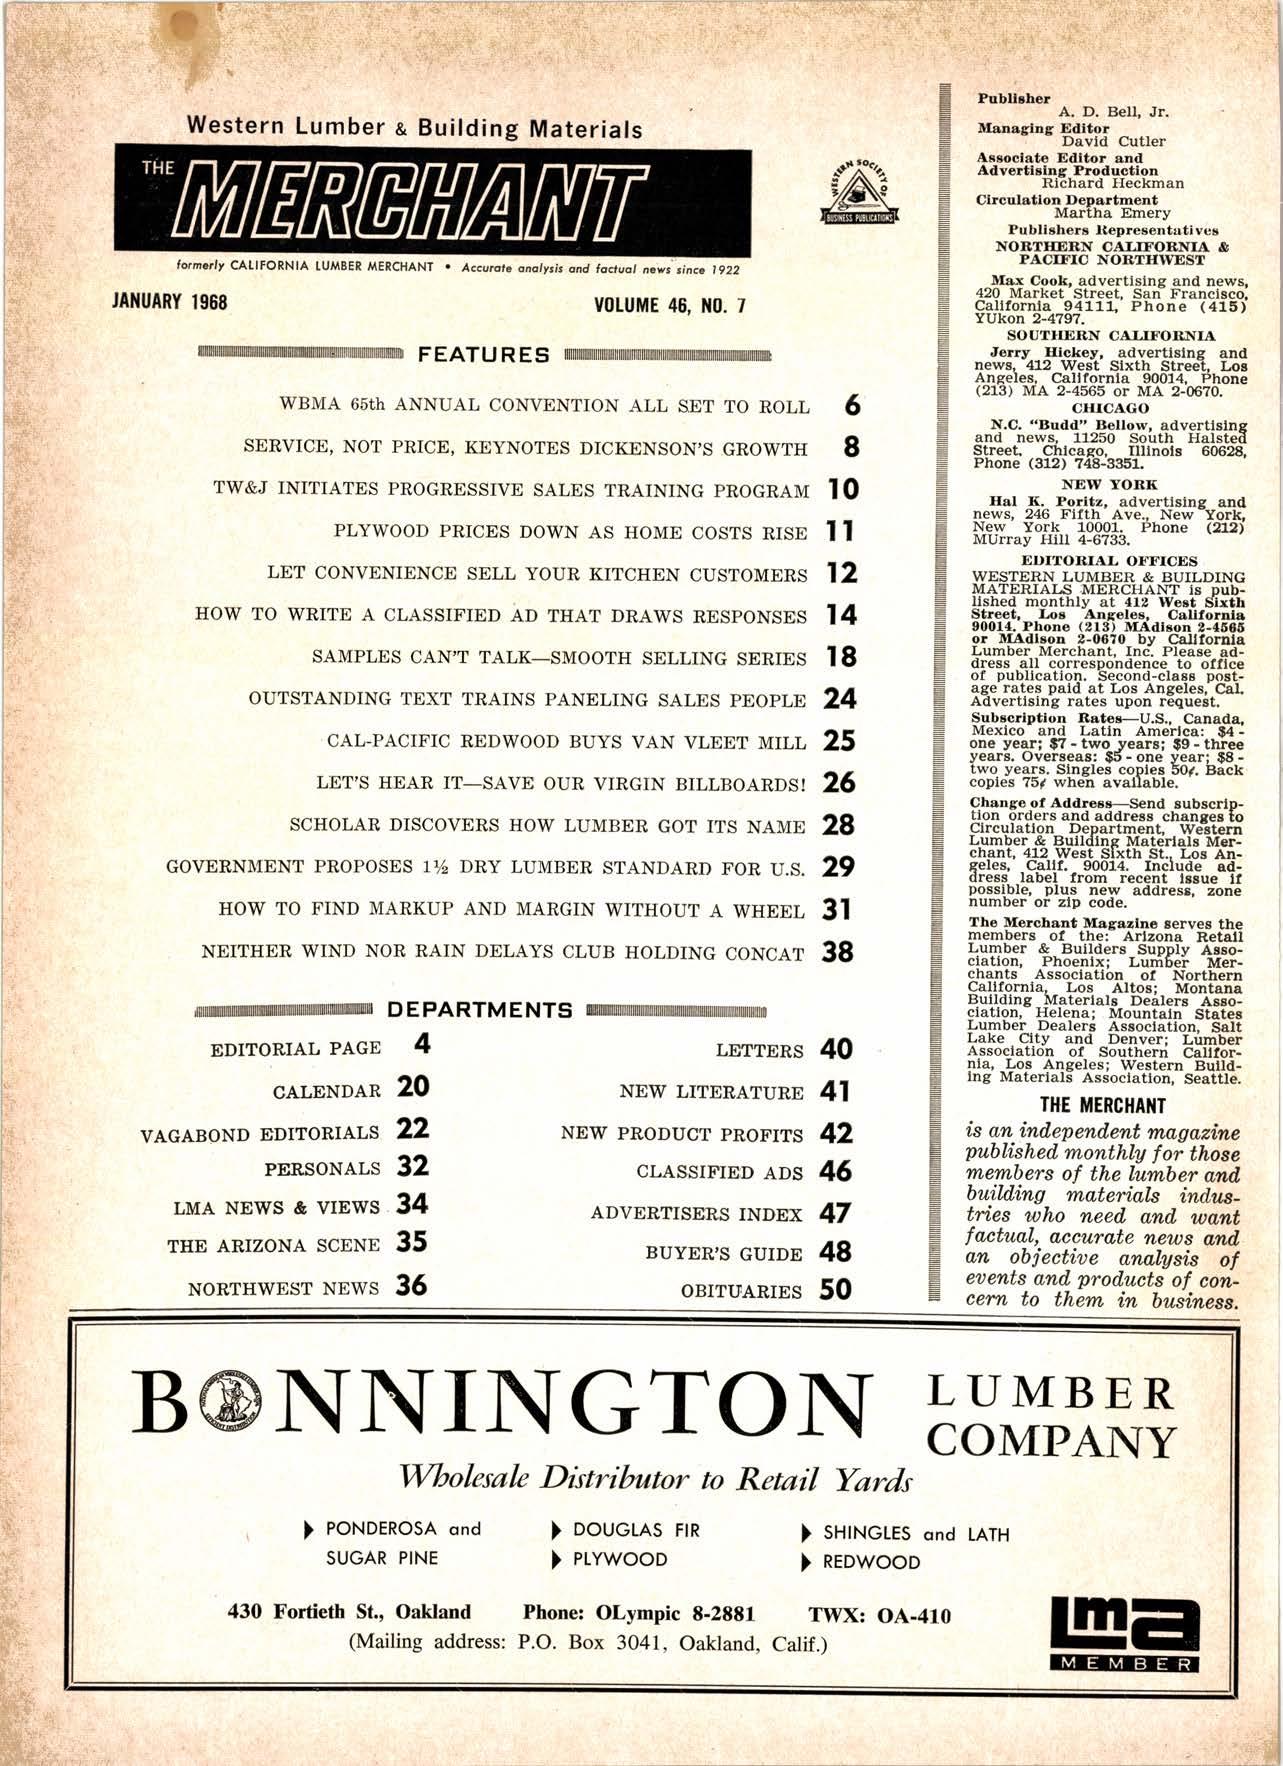 Western Lumber & Building Materials
THE MERCHANT
WESTERN SOCIETY OF
BUSINESS PUBLICATIONS
formerly CALIFORNIA LUMBER MERCHANT • Accurate analysis and factual news since 1922
JANUARY 1968 VOLUME 46, NO. 7
FEATURES
WBMA 65th ANNUAL CONVENTION ALL SET TO ROLL 6
SERVICE, NOT PRICE, KEYNOTES DICKENSON'S GROWTH 8
TW&J INITIATES PROGRESSIVE SALES TRAINING PROGRAM 10
PLYWOOD PRICES DOWN AS HOME COSTS RISE 11
LET CONVENIENCE SELL YOUR KITCHEN CUSTOMERS 12
HOW TO WRITE A CLASSIFIED AD THAT DRAWS RESPONSES 14
SAMPLES CAN'T TALK—SMOOTH SELLING SERIES 18
OUTSTANDING TEXT TRAINS PANELING SALES PEOPLE 24
CAL-PACIFIC REDWOOD BUYS VAN VLEET MILL 25
LET'S HEAR IT—SAVE OUR VIRGIN BILLBOARDS! 26
SCHOLAR DISCOVERS HOW LUMBER GOT ITS NAME 28
GOVERNMENT PROPOSES 1½ DRY LUMBER STANDARD FOR U.S. 29
HOW TO FIND MARKUP AND MARGIN WITHOUT A WHEEL 31
NEITHER WIND NOR RAIN DELAYS CLUB HOLDING CONCAT 38
DEPARTMENTS
EDITORIAL PAGE 4
CALENDAR 20
VAGABOND EDITORIALS 22
PERSONALS 32
LMA NEWS & VIEWS 34
THE ARIZONA SCENE 35
NORTHWEST NEWS 36
LETTERS 40
NEW LITERATURE 41
NEW PRODUCT PROFITS 42
CLASSIFIED ADS 46
ADVERTISERS INDEX 47
BUYER'S GUIDE 48
OBITUARIES 50
Publisher
A. D. Bell, Jr.
Managing Editor
David Cutler
Associate Editor and
Advertising Production
Richard Heckman
Circulation Department
Martha Emery
Publishers Representatives
NORTHERN CALIFORNIA &
PACIFIC NORTHWEST
Max Cook, advertising and news,
420 Market Street, San Francisco,
California 94111, Phone (415)
YUkon 2-4797.
SOUTHERN CALIFORNIA
Jerry Hickey, advertising and
news, 412 West Sixth Street, Los
Angeles, California 90014, Phone
(213) MA 2-4565 or MA 2-0670.
CHICAGO
N.C. "Budd" Bellow, advertising
and news, 11250 South Halsted
Street, Chicago, Illinois 60628,
Phone (312) 748-3351.
NEW YORK
Hal K. Poritz, advertising and
news, 246 Fifth Ave., New York,
New York 10001. Phone (212)
MUrray Hill 4-6733.
EDITORIAL OFFICES
WESTERN LUMBER & BUILDING
MATERIALS MERCHANT is pub-
lished monthly at 412 West Sixth
Street, Los Angeles, California
90014. Phone (213) MAdison 2-4565
or MAdison 2-0670 by California
Lumber Merchant, Inc. Please ad-
dress all correspondence to office
of publication. Second-class post-
age rates paid at Los Angeles, Cal.
Advertising rates upon request.
Subscription Rates—U.S., Canada,
Mexico and Latin America: $4 -
one year; $7 - two years; $9 - three
years. Overseas: $5 - one year; $8 -
two years. Singles copies 50¢. Back
copies 75¢ when available.
Change of Address—Send subscrip-
tion orders and address changes to
Circulation Department, Western
Lumber & Building Materials Mer-
chant, 412 West Sixth St., Los An-
geles, Calif. 90014. Include ad-
dress label from recent issue if
possible, plus new address, zone
number or zip code.
The Merchant Magazine serves the
members of the: Arizona Retail
Lumber & Builders Supply Asso-
ciation, Phoenix; Lumber Mer-
chants Association of Northern
California, Los Altos; Montana
Building Materials Dealers Asso-
ciation, Helena; Mountain States
Lumber Dealers Association, Salt
Lake City and Denver; Lumber
Association of Southern Califor-
nia, Los Angeles; Western Build-
ing Materials Association, Seattle.
THE MERCHANT
is an independent magazine
published monthly for those
members of the lumber and
building materials indus-
tries who need and want
factual, accurate news and
an objective analysis of
events and products of con-
cern to them in business.
BONNINGTON LUMBER
COMPANY
Wholesale Distributor to Retail Yards
PONDEROSA and
SUGAR PINE
DOUGLAS FIR
PLYWOOD
SHINGLES and LATH
REDWOOD
430 Fortieth St., Oakland Phone: OLympic 8-2881 TWX: OA-410
(Mailing address: P.O. Box 3041, Oakland, Calif.)
lma
MEMBER